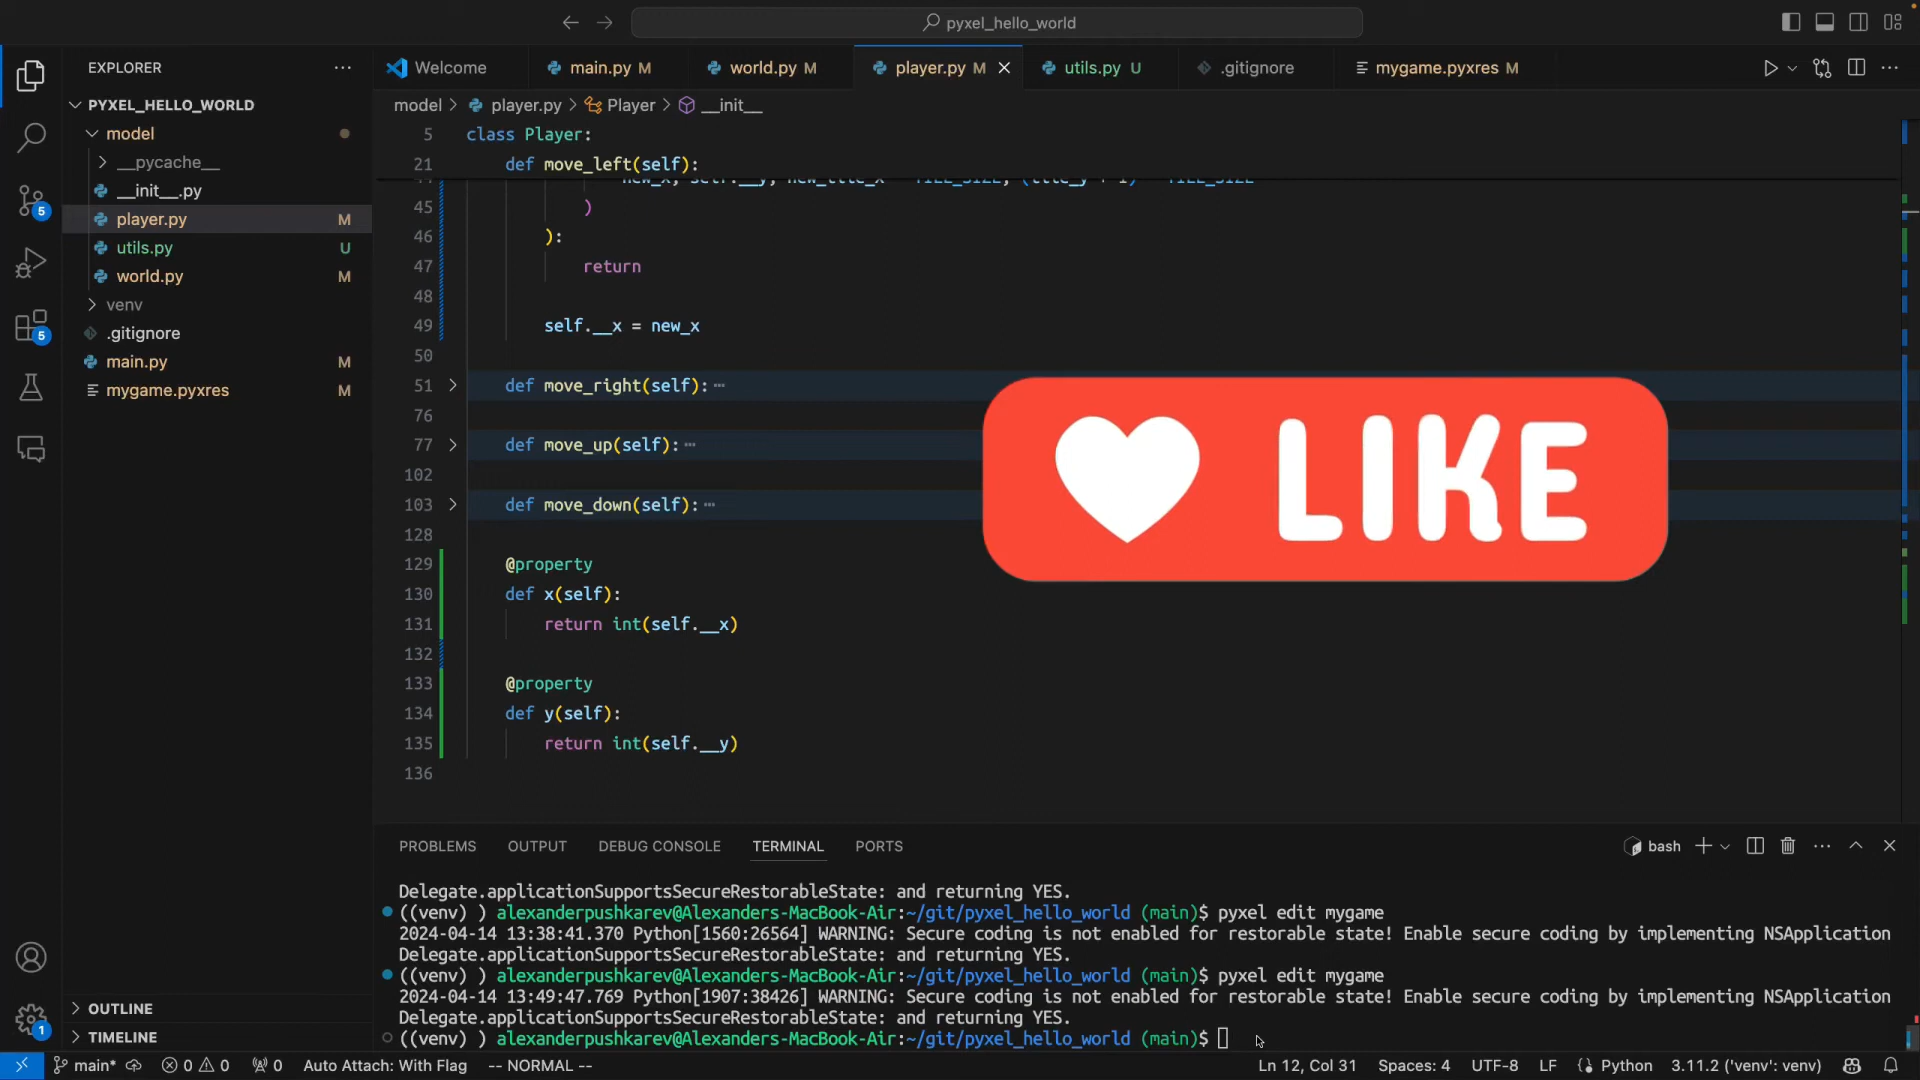 pyxel_hello_world
EXPLORER
Welcome
main.py M
world.py M
player.py M
utils.py U
.gitignore
mygame.pyxres M
PYXEL_HELLO_WORLD
model
__pycache__
__init__.py
player.py M
utils.py U
world.py M
venv
.gitignore
main.py M
mygame.pyxres M
OUTLINE
TIMELINE
5
5
1
model > player.py > Player > __init__
5 class Player:
21 def move_left(self):
45 )
46 ):
47 return
48
49 self.__x = new_x
50
51 def move_right(self): ⋯
76
77 def move_up(self): ⋯
102
103 def move_down(self): ⋯
128
129 @property
130 def x(self):
131 return int(self.__x)
132
133 @property
134 def y(self):
135 return int(self.__y)
136
LIKE
PROBLEMS OUTPUT DEBUG CONSOLE TERMINAL PORTS
bash
Delegate.applicationSupportsSecureRestorableState: and returning YES.
((venv) ) alexanderpushkarev@Alexanders-MacBook-Air:~/git/pyxel_hello_world (main)$ pyxel edit mygame
2024-04-14 13:38:41.370 Python[1560:26564] WARNING: Secure coding is not enabled for restorable state! Enable secure coding by implementing NSApplication
Delegate.applicationSupportsSecureRestorableState: and returning YES.
((venv) ) alexanderpushkarev@Alexanders-MacBook-Air:~/git/pyxel_hello_world (main)$ pyxel edit mygame
2024-04-14 13:49:47.769 Python[1907:38426] WARNING: Secure coding is not enabled for restorable state! Enable secure coding by implementing NSApplication
Delegate.applicationSupportsSecureRestorableState: and returning YES.
((venv) ) alexanderpushkarev@Alexanders-MacBook-Air:~/git/pyxel_hello_world (main)$
main* 0 0 0 Auto Attach: With Flag -- NORMAL -- Ln 12, Col 31 Spaces: 4 UTF-8 LF Python 3.11.2 ('venv': venv)